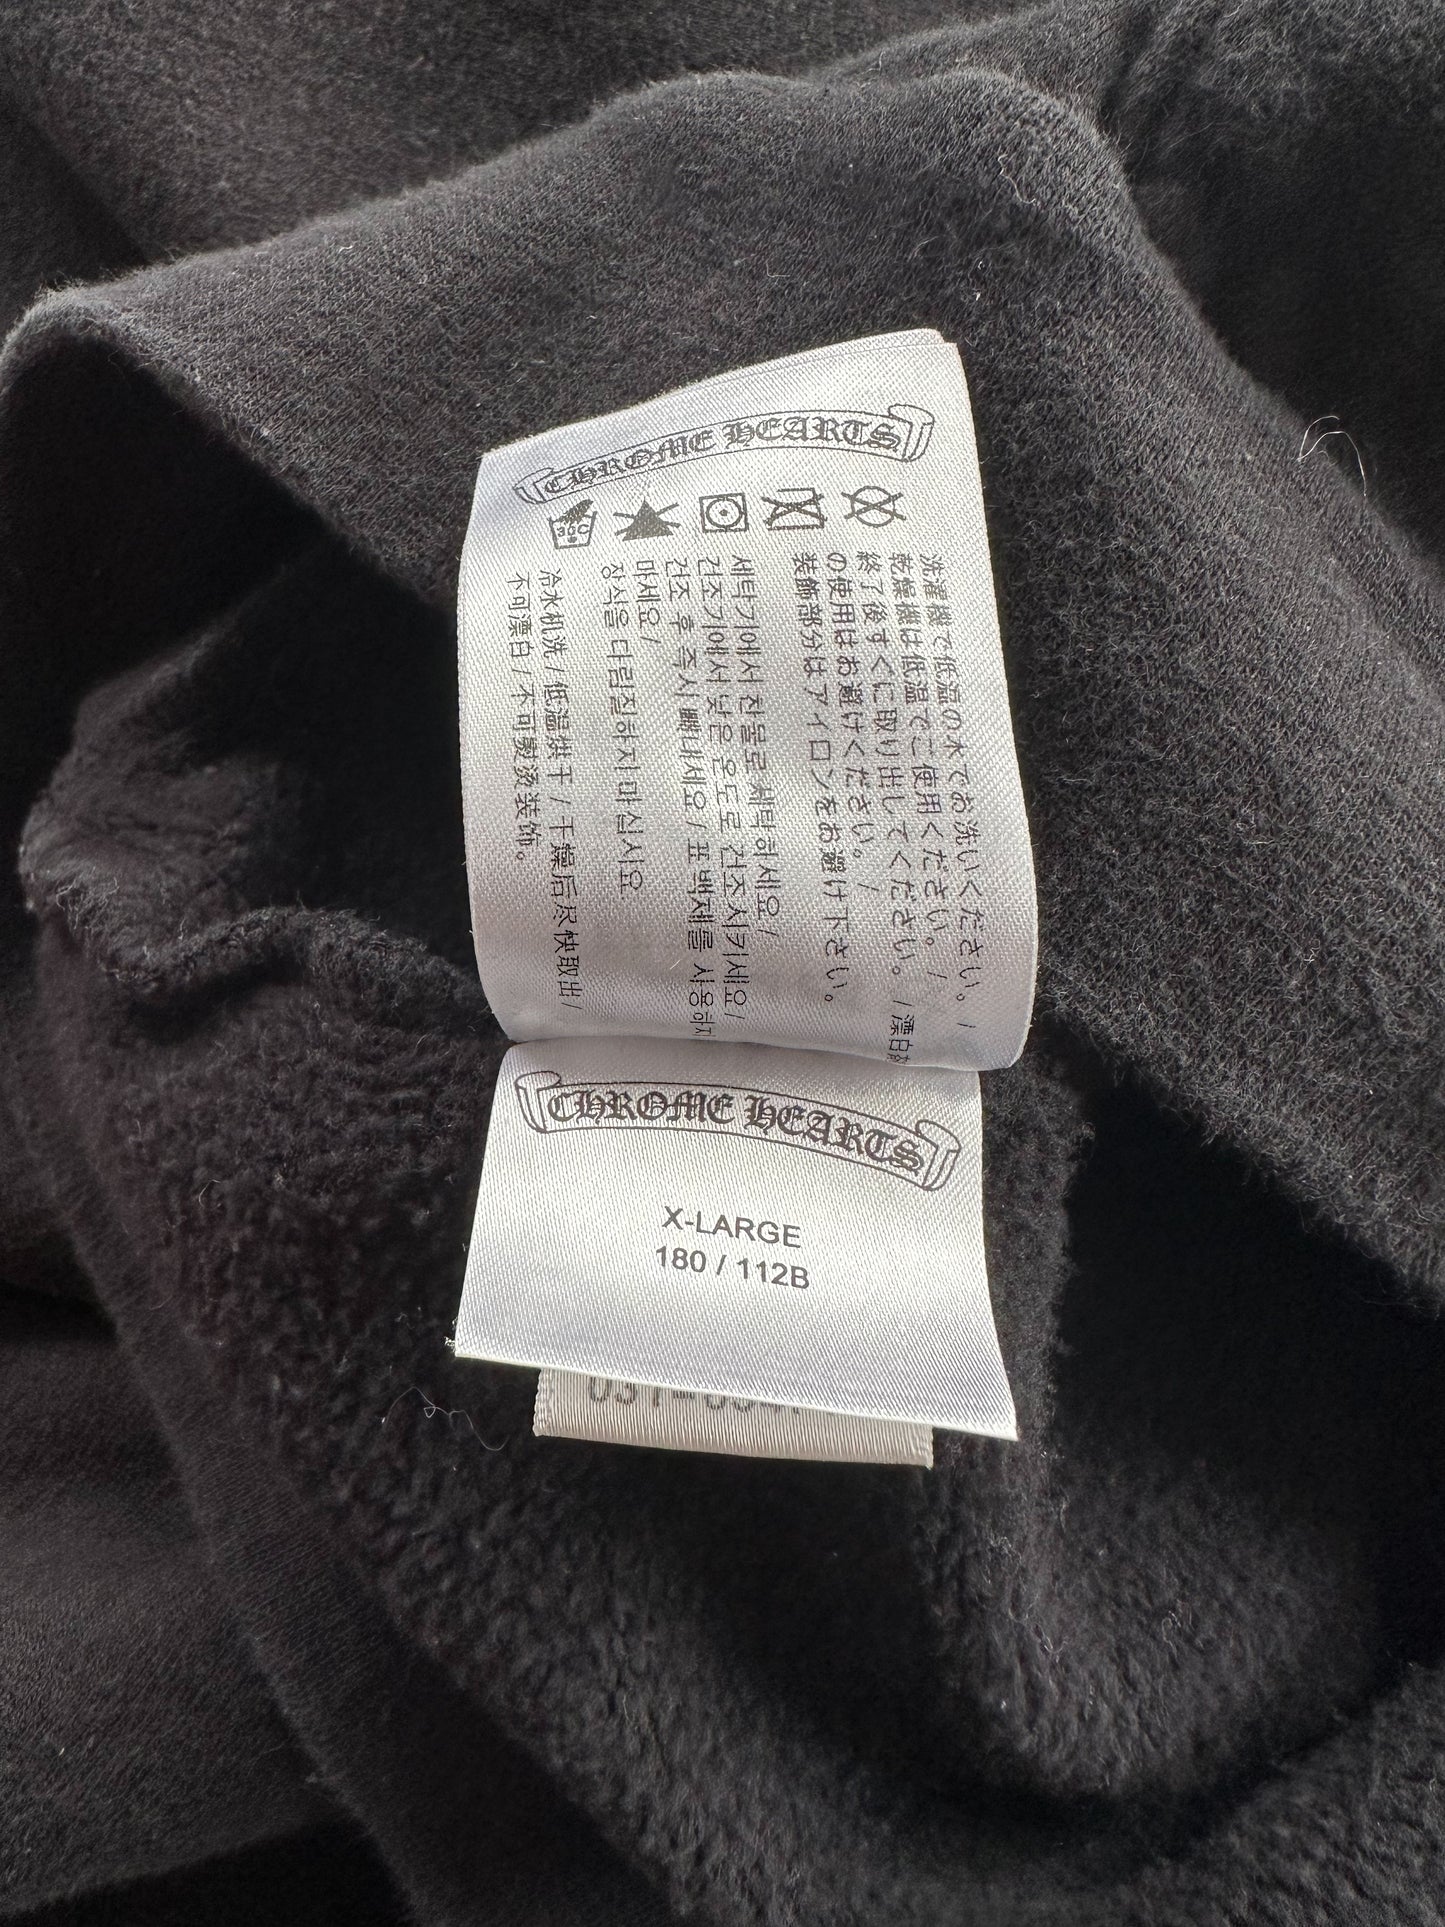 CHROME HEARTS
洗濯機で低温の水でお洗いください。/
乾燥機は低温でご使用ください。/
終了後すぐに取り出してください。/漂白剤
の使用はお避けください。/
装飾部分はアイロンをお避け下さい。
세탁기에서 찬물로 세탁하세요/
건조기에서 낮은 온도로 건조시키세요/
건조 후 즉시 빼내세요/표백제를 사용하지
마세요/
장식을 다림질하지마십시요
冷水机洗/低温烘干/干燥后尽快取出/
不可漂白/不可熨烫装饰。
CHROME HEARTS
X-LARGE
180 / 112B